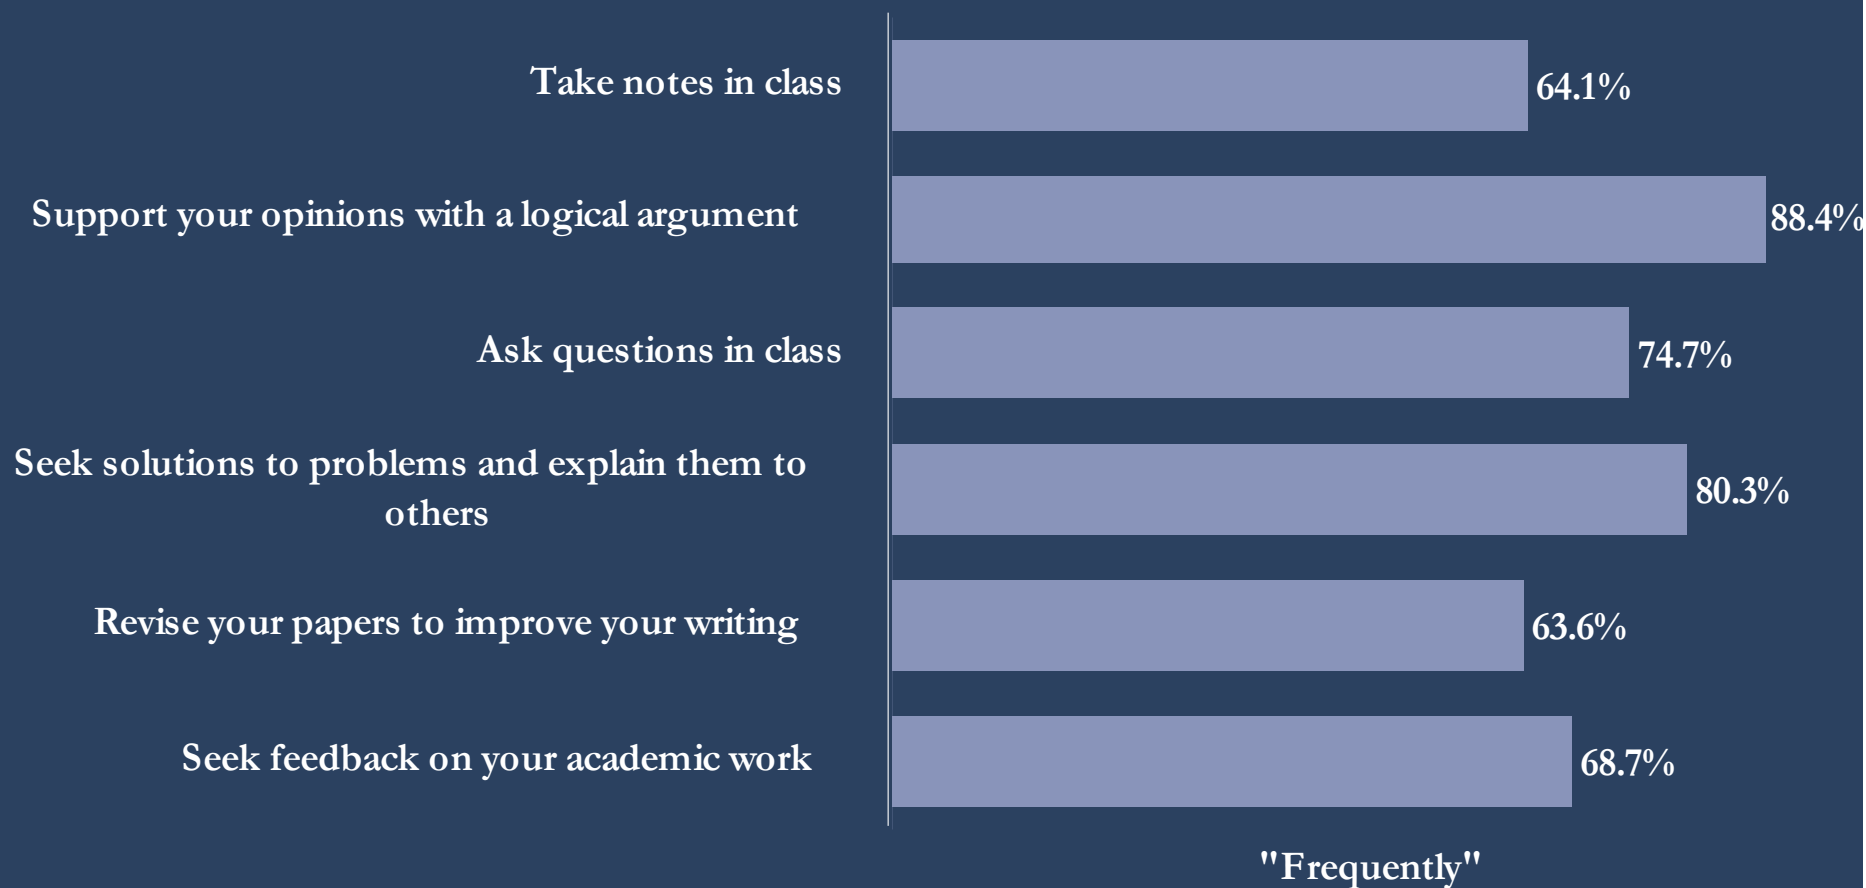 Take notes in class
64.1%
Support your opinions with a logical argument
88.4%
Ask questions in class
74.7%
Seek solutions to problems and explain them to
others
80.3%
Revise your papers to improve your writing
63.6%
Seek feedback on your academic work
68.7%
"Frequently"